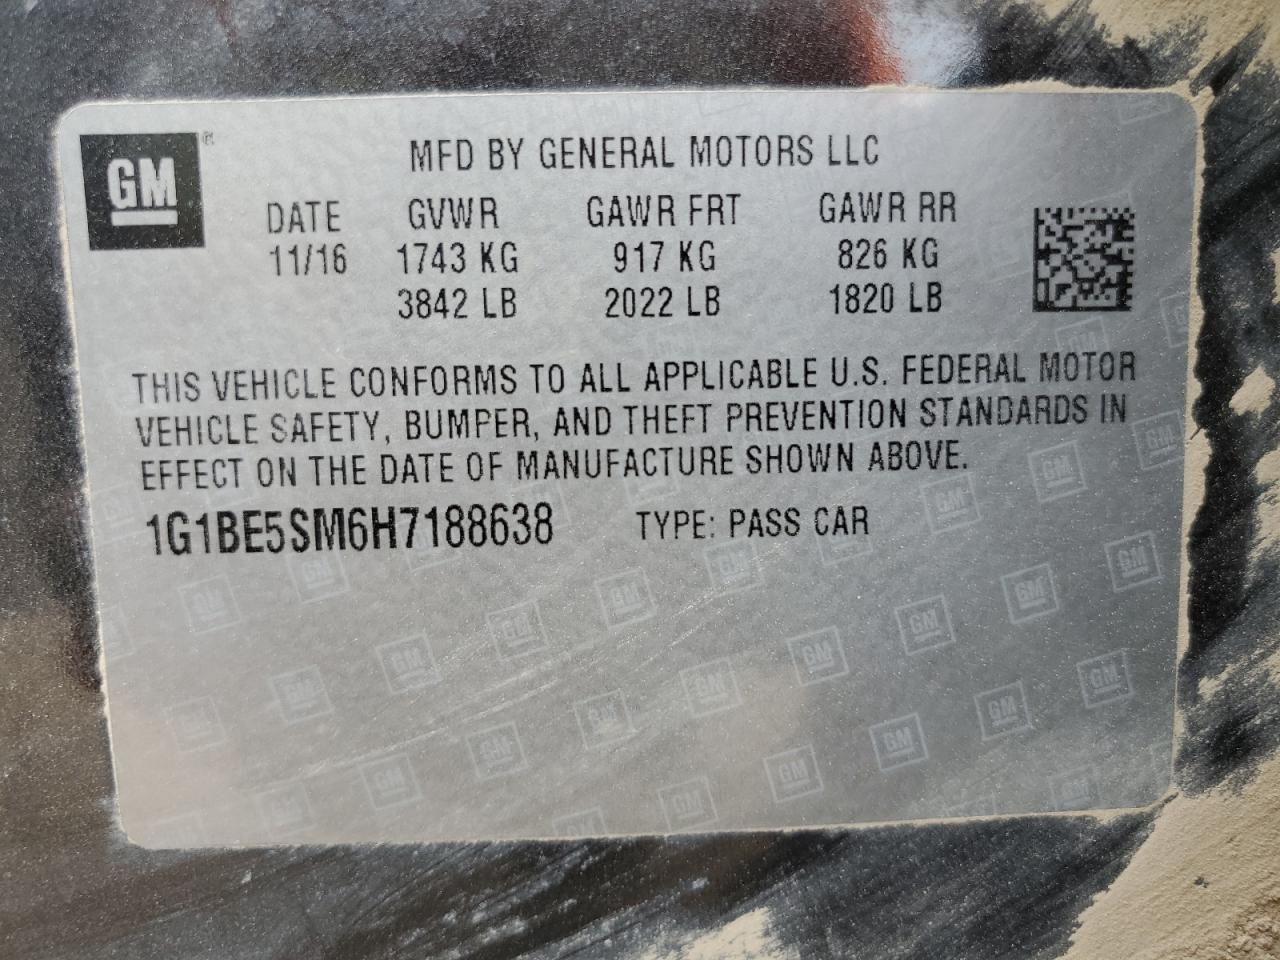 GM
MFD BY GENERAL MOTORS LLC
DATE GVWR GAWR FRT GAWR RR
11/16 1743 KG 917 KG 826 KG
3842 LB 2022 LB 1820 LB
THIS VEHICLE CONFORMS TO ALL APPLICABLE U.S. FEDERAL MOTOR
VEHICLE SAFETY, BUMPER, AND THEFT PREVENTION STANDARDS IN
EFFECT ON THE DATE OF MANUFACTURE SHOWN ABOVE.
1G1BE5SM6H7188638 TYPE: PASS CAR